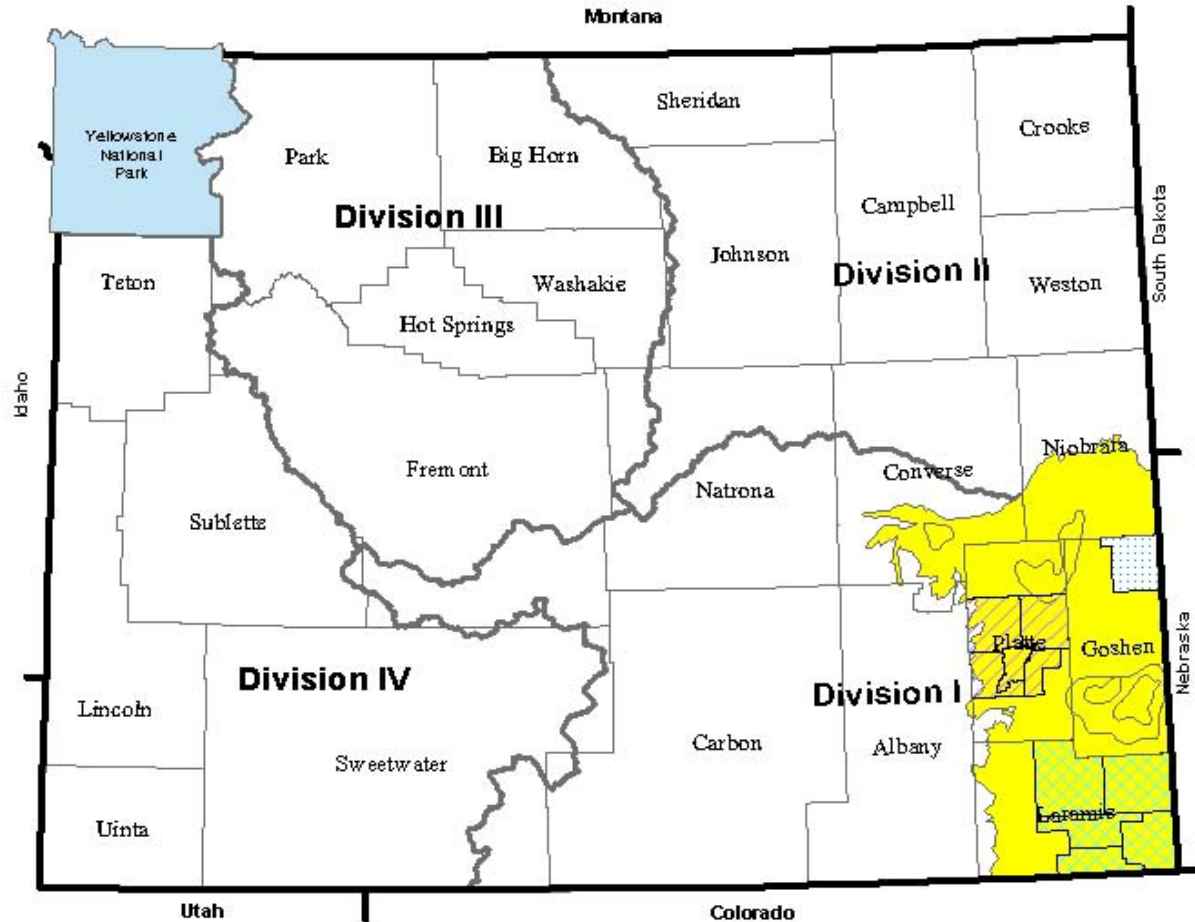 Montana
Sheridan
Crooke
Yellowstone
National
Park
Park
Big Horn
Campbell
Division III
South Dakota
Johnson
Division II
Teton
Washakie
Weston
Hot Springs
Idaho
Niobrara
Fremont
Converse
Natrona
Sublette
Platte
Goshen
Nebraska
Division IV
Division I
Lincoln
Carbon
Albany
Sweetwater
Laramie
Uinta
Utah
Colorado